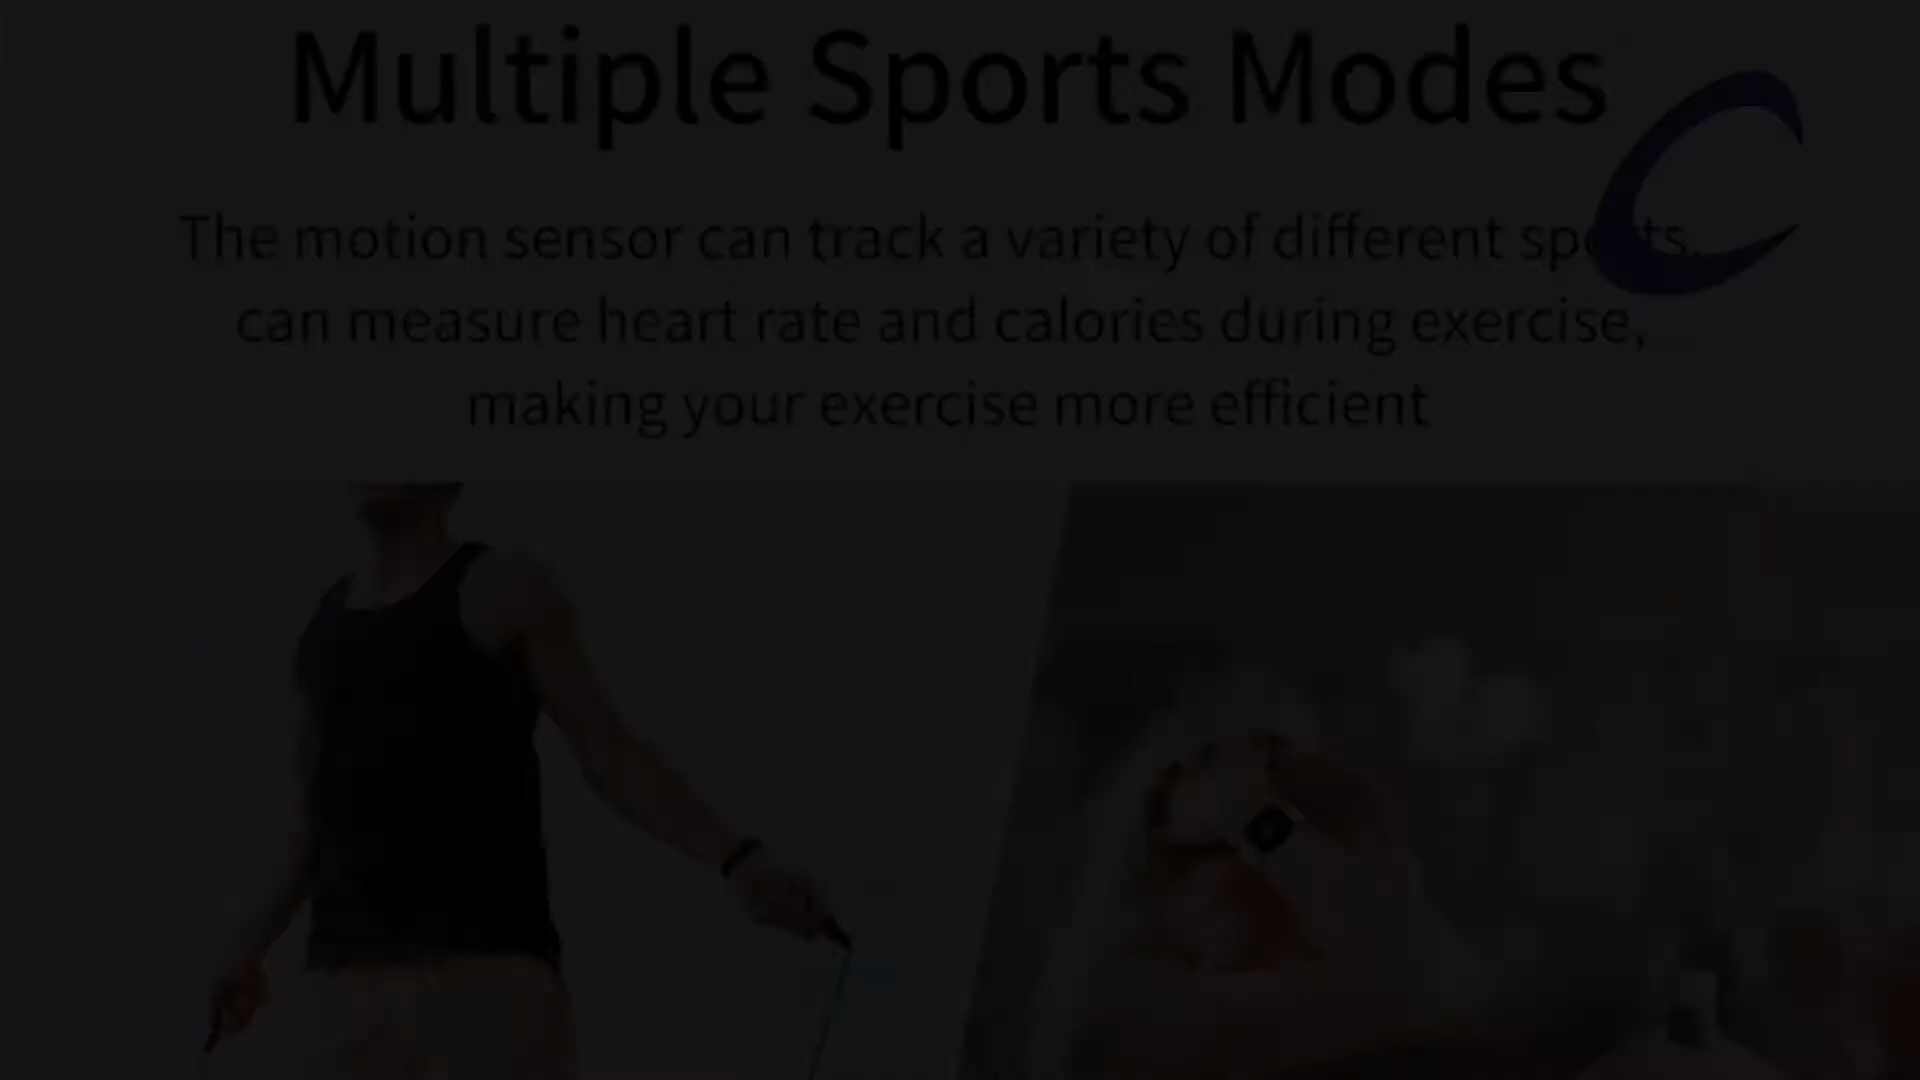 Multiple Sports Modes
The motion sensor can track a variety of different sports,
can measure heart rate and calories during exercise,
making your exercise more efficient